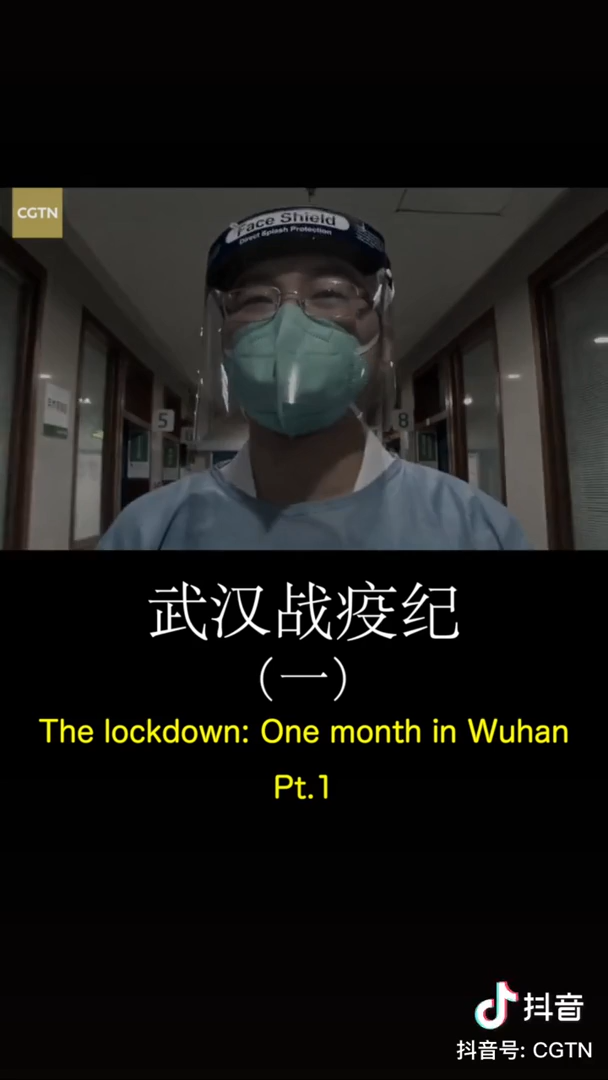 CGTN
Face Shield
Direct Splash Protection
5
8
武汉战疫纪
（一）
The lockdown: One month in Wuhan
Pt.1
抖音
抖音号: CGTN